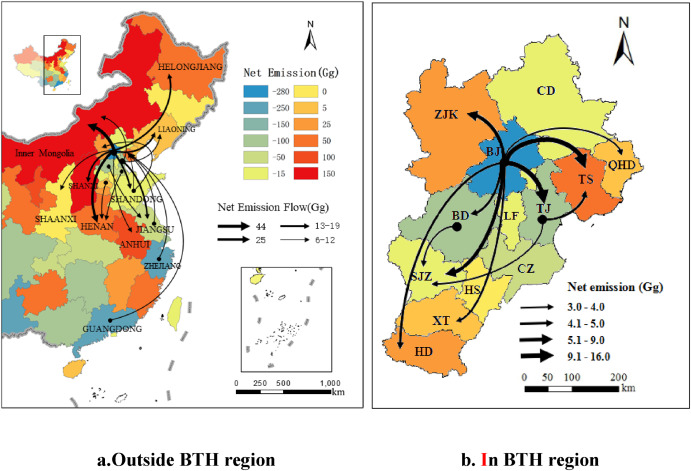 N
HELONGJIANG
Net Emission(Gg)
-280 0
-250 5
-150 25
-100 50
-50 100
-15 150
LIAONING
Inner Mongolia
SHANXI
SHANDONG
SHAANXI
HENAN
JIANGSU
ANHUI
ZHEJIANG
GUANGDONG
Net Emission Flow(Gg)
44 13-19
25 6-12
0 250 500 1,000
km
N
CD
ZJK
BJ
QHD
TS
TJ
BD
LF
SJZ
CZ
HS
XT
HD
Net emission (Gg)
3.0 - 4.0
4.1 - 5.0
5.1 - 9.0
9.1 - 16.0
0 50 100 200
km
a.Outside BTH region
b. In BTH region